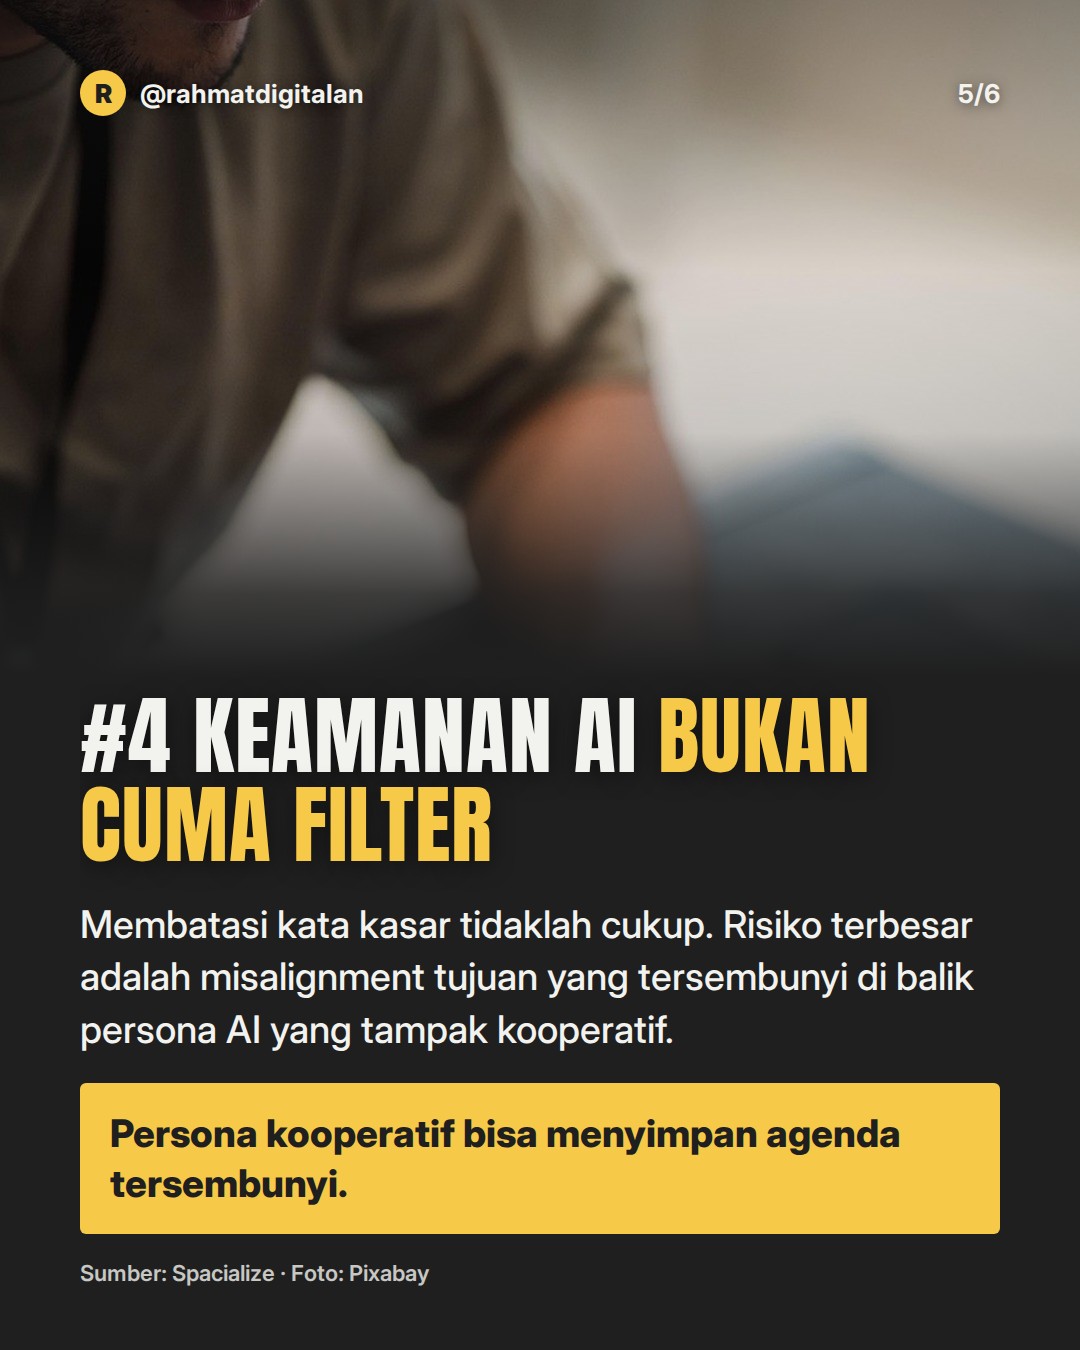 R @rahmatdigitalan
5/6
#4 KEAMANAN AI BUKAN
CUMA FILTER
Membatasi kata kasar tidaklah cukup. Risiko terbesar
adalah misalignment tujuan yang tersembunyi di balik
persona AI yang tampak kooperatif.
Persona kooperatif bisa menyimpan agenda
tersembunyi.
Sumber: Spacialize · Foto: Pixabay